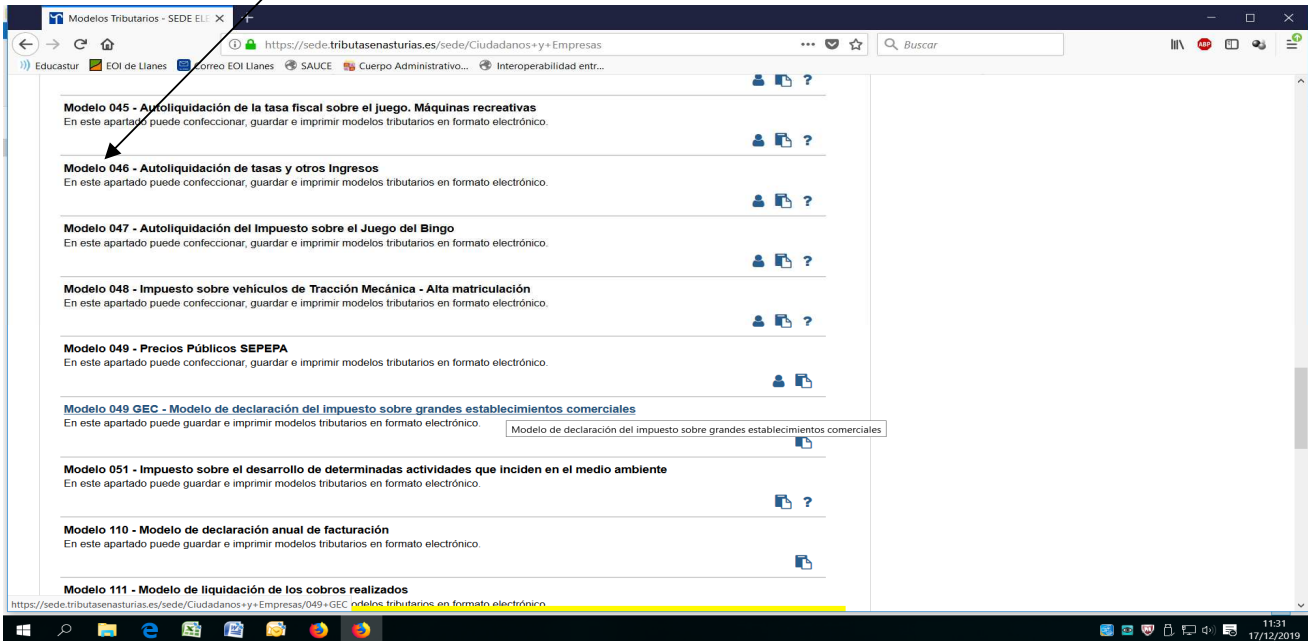 Modelos Tributarios - SEDE ELE
https://sede.tributasenasturias.es/sede/Ciudadanos+y+Empresas
Buscar
Educastur EOI de Llanes Correo EOI Llanes SAUCE Cuerpo Administrativo... Interoperabilidad entr...
?
Modelo 045 - Autoliquidación de la tasa fiscal sobre el juego. Máquinas recreativas
En este apartado puede confeccionar, guardar e imprimir modelos tributarios en formato electrónico.
?
Modelo 046 - Autoliquidación de tasas y otros Ingresos
En este apartado puede confeccionar, guardar e imprimir modelos tributarios en formato electrónico.
?
Modelo 047 - Autoliquidación del Impuesto sobre el Juego del Bingo
En este apartado puede confeccionar, guardar e imprimir modelos tributarios en formato electrónico.
?
Modelo 048 - Impuesto sobre vehículos de Tracción Mecánica - Alta matriculación
En este apartado puede confeccionar, guardar e imprimir modelos tributarios en formato electrónico.
?
Modelo 049 - Precios Públicos SEPEPA
En este apartado puede confeccionar, guardar e imprimir modelos tributarios en formato electrónico.
Modelo 049 GEC - Modelo de declaración del impuesto sobre grandes establecimientos comerciales
En este apartado puede guardar e imprimir modelos tributarios en formato electrónico.
Modelo de declaración del impuesto sobre grandes establecimientos comerciales
Modelo 051 - Impuesto sobre el desarrollo de determinadas actividades que inciden en el medio ambiente
En este apartado puede guardar e imprimir modelos tributarios en formato electrónico.
?
Modelo 110 - Modelo de declaración anual de facturación
En este apartado puede guardar e imprimir modelos tributarios en formato electrónico.
Modelo 111 - Modelo de liquidación de los cobros realizados
https://sede.tributasenasturias.es/sede/Ciudadanos+y+Empresas/049+GEC odelos tributarios en formato electrónico
11:31
17/12/2019